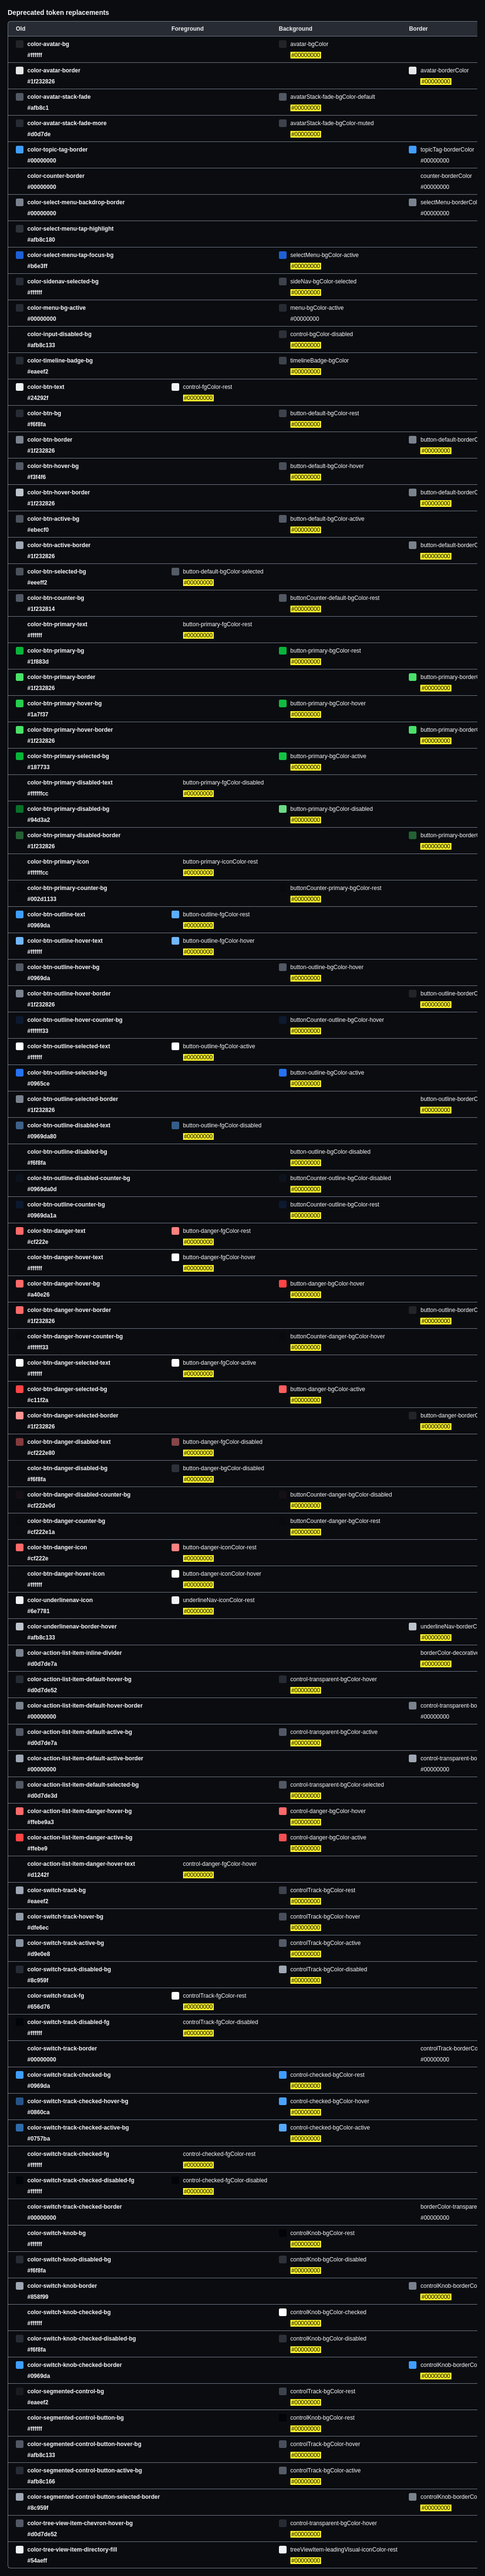 Deprecated token replacements
Old Foreground Background Border
color-avatar-bg avatar-bgColor
#ffffff #00000000
color-avatar-border avatar-borderColor
#1f232826 #00000000
color-avatar-stack-fade avatarStack-fade-bgColor-default
#afb8c1 #00000000
color-avatar-stack-fade-more avatarStack-fade-bgColor-muted
#d0d7de #00000000
color-topic-tag-border topicTag-borderColor
#00000000 #00000000
color-counter-border counter-borderColor
#00000000 #00000000
color-select-menu-backdrop-border selectMenu-borderCol
#00000000 #00000000
color-select-menu-tap-highlight
#afb8c180
color-select-menu-tap-focus-bg selectMenu-bgColor-active
#b6e3ff #00000000
color-sidenav-selected-bg sideNav-bgColor-selected
#ffffff #00000000
color-menu-bg-active menu-bgColor-active
#00000000 #00000000
color-input-disabled-bg control-bgColor-disabled
#afb8c133 #00000000
color-timeline-badge-bg timelineBadge-bgColor
#eaeef2 #00000000
color-btn-text control-fgColor-rest
#24292f #00000000
color-btn-bg button-default-bgColor-rest
#f6f8fa #00000000
color-btn-border button-default-borderC
#1f232826 #00000000
color-btn-hover-bg button-default-bgColor-hover
#f3f4f6 #00000000
color-btn-hover-border button-default-borderC
#1f232826 #00000000
color-btn-active-bg button-default-bgColor-active
#ebecf0 #00000000
color-btn-active-border button-default-borderC
#1f232826 #00000000
color-btn-selected-bg button-default-bgColor-selected
#eeeff2 #00000000
color-btn-counter-bg buttonCounter-default-bgColor-rest
#1f232814 #00000000
color-btn-primary-text button-primary-fgColor-rest
#ffffff #00000000
color-btn-primary-bg button-primary-bgColor-rest
#1f883d #00000000
color-btn-primary-border button-primary-border
#1f232826 #00000000
color-btn-primary-hover-bg button-primary-bgColor-hover
#1a7f37 #00000000
color-btn-primary-hover-border button-primary-border
#1f232826 #00000000
color-btn-primary-selected-bg button-primary-bgColor-active
#187733 #00000000
color-btn-primary-disabled-text button-primary-fgColor-disabled
#ffffffcc #00000000
color-btn-primary-disabled-bg button-primary-bgColor-disabled
#94d3a2 #00000000
color-btn-primary-disabled-border button-primary-border
#1f232826 #00000000
color-btn-primary-icon button-primary-iconColor-rest
#ffffffcc #00000000
color-btn-primary-counter-bg buttonCounter-primary-bgColor-rest
#002d1133 #00000000
color-btn-outline-text button-outline-fgColor-rest
#0969da #00000000
color-btn-outline-hover-text button-outline-fgColor-hover
#ffffff #00000000
color-btn-outline-hover-bg button-outline-bgColor-hover
#0969da #00000000
color-btn-outline-hover-border button-outline-borderC
#1f232826 #00000000
color-btn-outline-hover-counter-bg buttonCounter-outline-bgColor-hover
#ffffff33 #00000000
color-btn-outline-selected-text button-outline-fgColor-active
#ffffff #00000000
color-btn-outline-selected-bg button-outline-bgColor-active
#0965ce #00000000
color-btn-outline-selected-border button-outline-borderC
#1f232826 #00000000
color-btn-outline-disabled-text button-outline-fgColor-disabled
#0969da80 #00000000
color-btn-outline-disabled-bg button-outline-bgColor-disabled
#f6f8fa #00000000
color-btn-outline-disabled-counter-bg buttonCounter-outline-bgColor-disabled
#0969da0d #00000000
color-btn-outline-counter-bg buttonCounter-outline-bgColor-rest
#0969da1a #00000000
color-btn-danger-text button-danger-fgColor-rest
#cf222e #00000000
color-btn-danger-hover-text button-danger-fgColor-hover
#ffffff #00000000
color-btn-danger-hover-bg button-danger-bgColor-hover
#a40e26 #00000000
color-btn-danger-hover-border button-outline-borderC
#1f232826 #00000000
color-btn-danger-hover-counter-bg buttonCounter-danger-bgColor-hover
#ffffff33 #00000000
color-btn-danger-selected-text button-danger-fgColor-active
#ffffff #00000000
color-btn-danger-selected-bg button-danger-bgColor-active
#c11f2a #00000000
color-btn-danger-selected-border button-danger-borderC
#1f232826 #00000000
color-btn-danger-disabled-text button-danger-fgColor-disabled
#cf222e80 #00000000
color-btn-danger-disabled-bg button-danger-bgColor-disabled
#f6f8fa #00000000
color-btn-danger-disabled-counter-bg buttonCounter-danger-bgColor-disabled
#cf222e0d #00000000
color-btn-danger-counter-bg buttonCounter-danger-bgColor-rest
#cf222e1a #00000000
color-btn-danger-icon button-danger-iconColor-rest
#cf222e #00000000
color-btn-danger-hover-icon button-danger-iconColor-hover
#ffffff #00000000
color-underlinenav-icon underlineNav-iconColor-rest
#6e7781 #00000000
color-underlinenav-border-hover underlineNav-borderC
#afb8c133 #00000000
color-action-list-item-inline-divider borderColor-decorative
#d0d7de7a #00000000
color-action-list-item-default-hover-bg control-transparent-bgColor-hover
#d0d7de52 #00000000
color-action-list-item-default-hover-border control-transparent-bo
#00000000 #00000000
color-action-list-item-default-active-bg control-transparent-bgColor-active
#d0d7de7a #00000000
color-action-list-item-default-active-border control-transparent-bo
#00000000 #00000000
color-action-list-item-default-selected-bg control-transparent-bgColor-selected
#d0d7de3d #00000000
color-action-list-item-danger-hover-bg control-danger-bgColor-hover
#ffebe9a3 #00000000
color-action-list-item-danger-active-bg control-danger-bgColor-active
#ffebe9 #00000000
color-action-list-item-danger-hover-text control-danger-fgColor-hover
#d1242f #00000000
color-switch-track-bg controlTrack-bgColor-rest
#eaeef2 #00000000
color-switch-track-hover-bg controlTrack-bgColor-hover
#dfe6ec #00000000
color-switch-track-active-bg controlTrack-bgColor-active
#d9e0e8 #00000000
color-switch-track-disabled-bg controlTrack-bgColor-disabled
#8c959f #00000000
color-switch-track-fg controlTrack-fgColor-rest
#656d76 #00000000
color-switch-track-disabled-fg controlTrack-fgColor-disabled
#ffffff #00000000
color-switch-track-border controlTrack-borderCo
#00000000 #00000000
color-switch-track-checked-bg control-checked-bgColor-rest
#0969da #00000000
color-switch-track-checked-hover-bg control-checked-bgColor-hover
#0860ca #00000000
color-switch-track-checked-active-bg control-checked-bgColor-active
#0757ba #00000000
color-switch-track-checked-fg control-checked-fgColor-rest
#ffffff #00000000
color-switch-track-checked-disabled-fg control-checked-fgColor-disabled
#ffffff #00000000
color-switch-track-checked-border borderColor-transpare
#00000000 #00000000
color-switch-knob-bg controlKnob-bgColor-rest
#ffffff #00000000
color-switch-knob-disabled-bg controlKnob-bgColor-disabled
#f6f8fa #00000000
color-switch-knob-border controlKnob-borderCo
#858f99 #00000000
color-switch-knob-checked-bg controlKnob-bgColor-checked
#ffffff #00000000
color-switch-knob-checked-disabled-bg controlKnob-bgColor-disabled
#f6f8fa #00000000
color-switch-knob-checked-border controlKnob-borderCo
#0969da #00000000
color-segmented-control-bg controlTrack-bgColor-rest
#eaeef2 #00000000
color-segmented-control-button-bg controlKnob-bgColor-rest
#ffffff #00000000
color-segmented-control-button-hover-bg controlTrack-bgColor-hover
#afb8c133 #00000000
color-segmented-control-button-active-bg controlTrack-bgColor-active
#afb8c166 #00000000
color-segmented-control-button-selected-border controlKnob-borderCo
#8c959f #00000000
color-tree-view-item-chevron-hover-bg control-transparent-bgColor-hover
#d0d7de52 #00000000
color-tree-view-item-directory-fill treeViewItem-leadingVisual-iconColor-rest
#54aeff #00000000